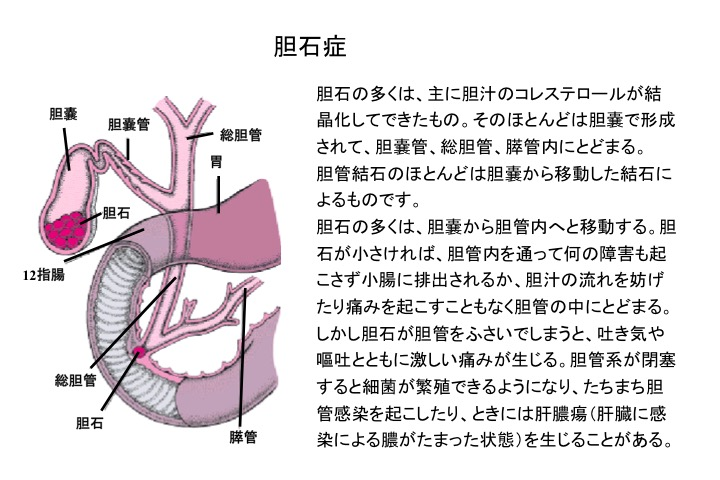 胆石症
胆嚢
胆嚢管
総胆管
胃
胆石
12指腸
総胆管
胆石
膵管
胆石の多くは、主に胆汁のコレステロールが結
晶化してできたもの。そのほとんどは胆嚢で形成
されて、胆嚢管、総胆管、膵管内にとどまる。
胆管結石のほとんどは胆嚢から移動した結石に
よるものです。
胆石の多くは、胆嚢から胆管内へと移動する。胆
石が小さければ、胆管内を通って何の障害も起
こさず小腸に排出されるか、胆汁の流れを妨げ
たり痛みを起こすこともなく胆管の中にとどまる。
しかし胆石が胆管をふさいでしまうと、吐き気や
嘔吐とともに激しい痛みが生じる。胆管系が閉塞
すると細菌が繁殖できるようになり、たちまち胆
管感染を起こしたり、ときには肝膿瘍（肝臓に感
染による膿がたまった状態）を生じることがある。